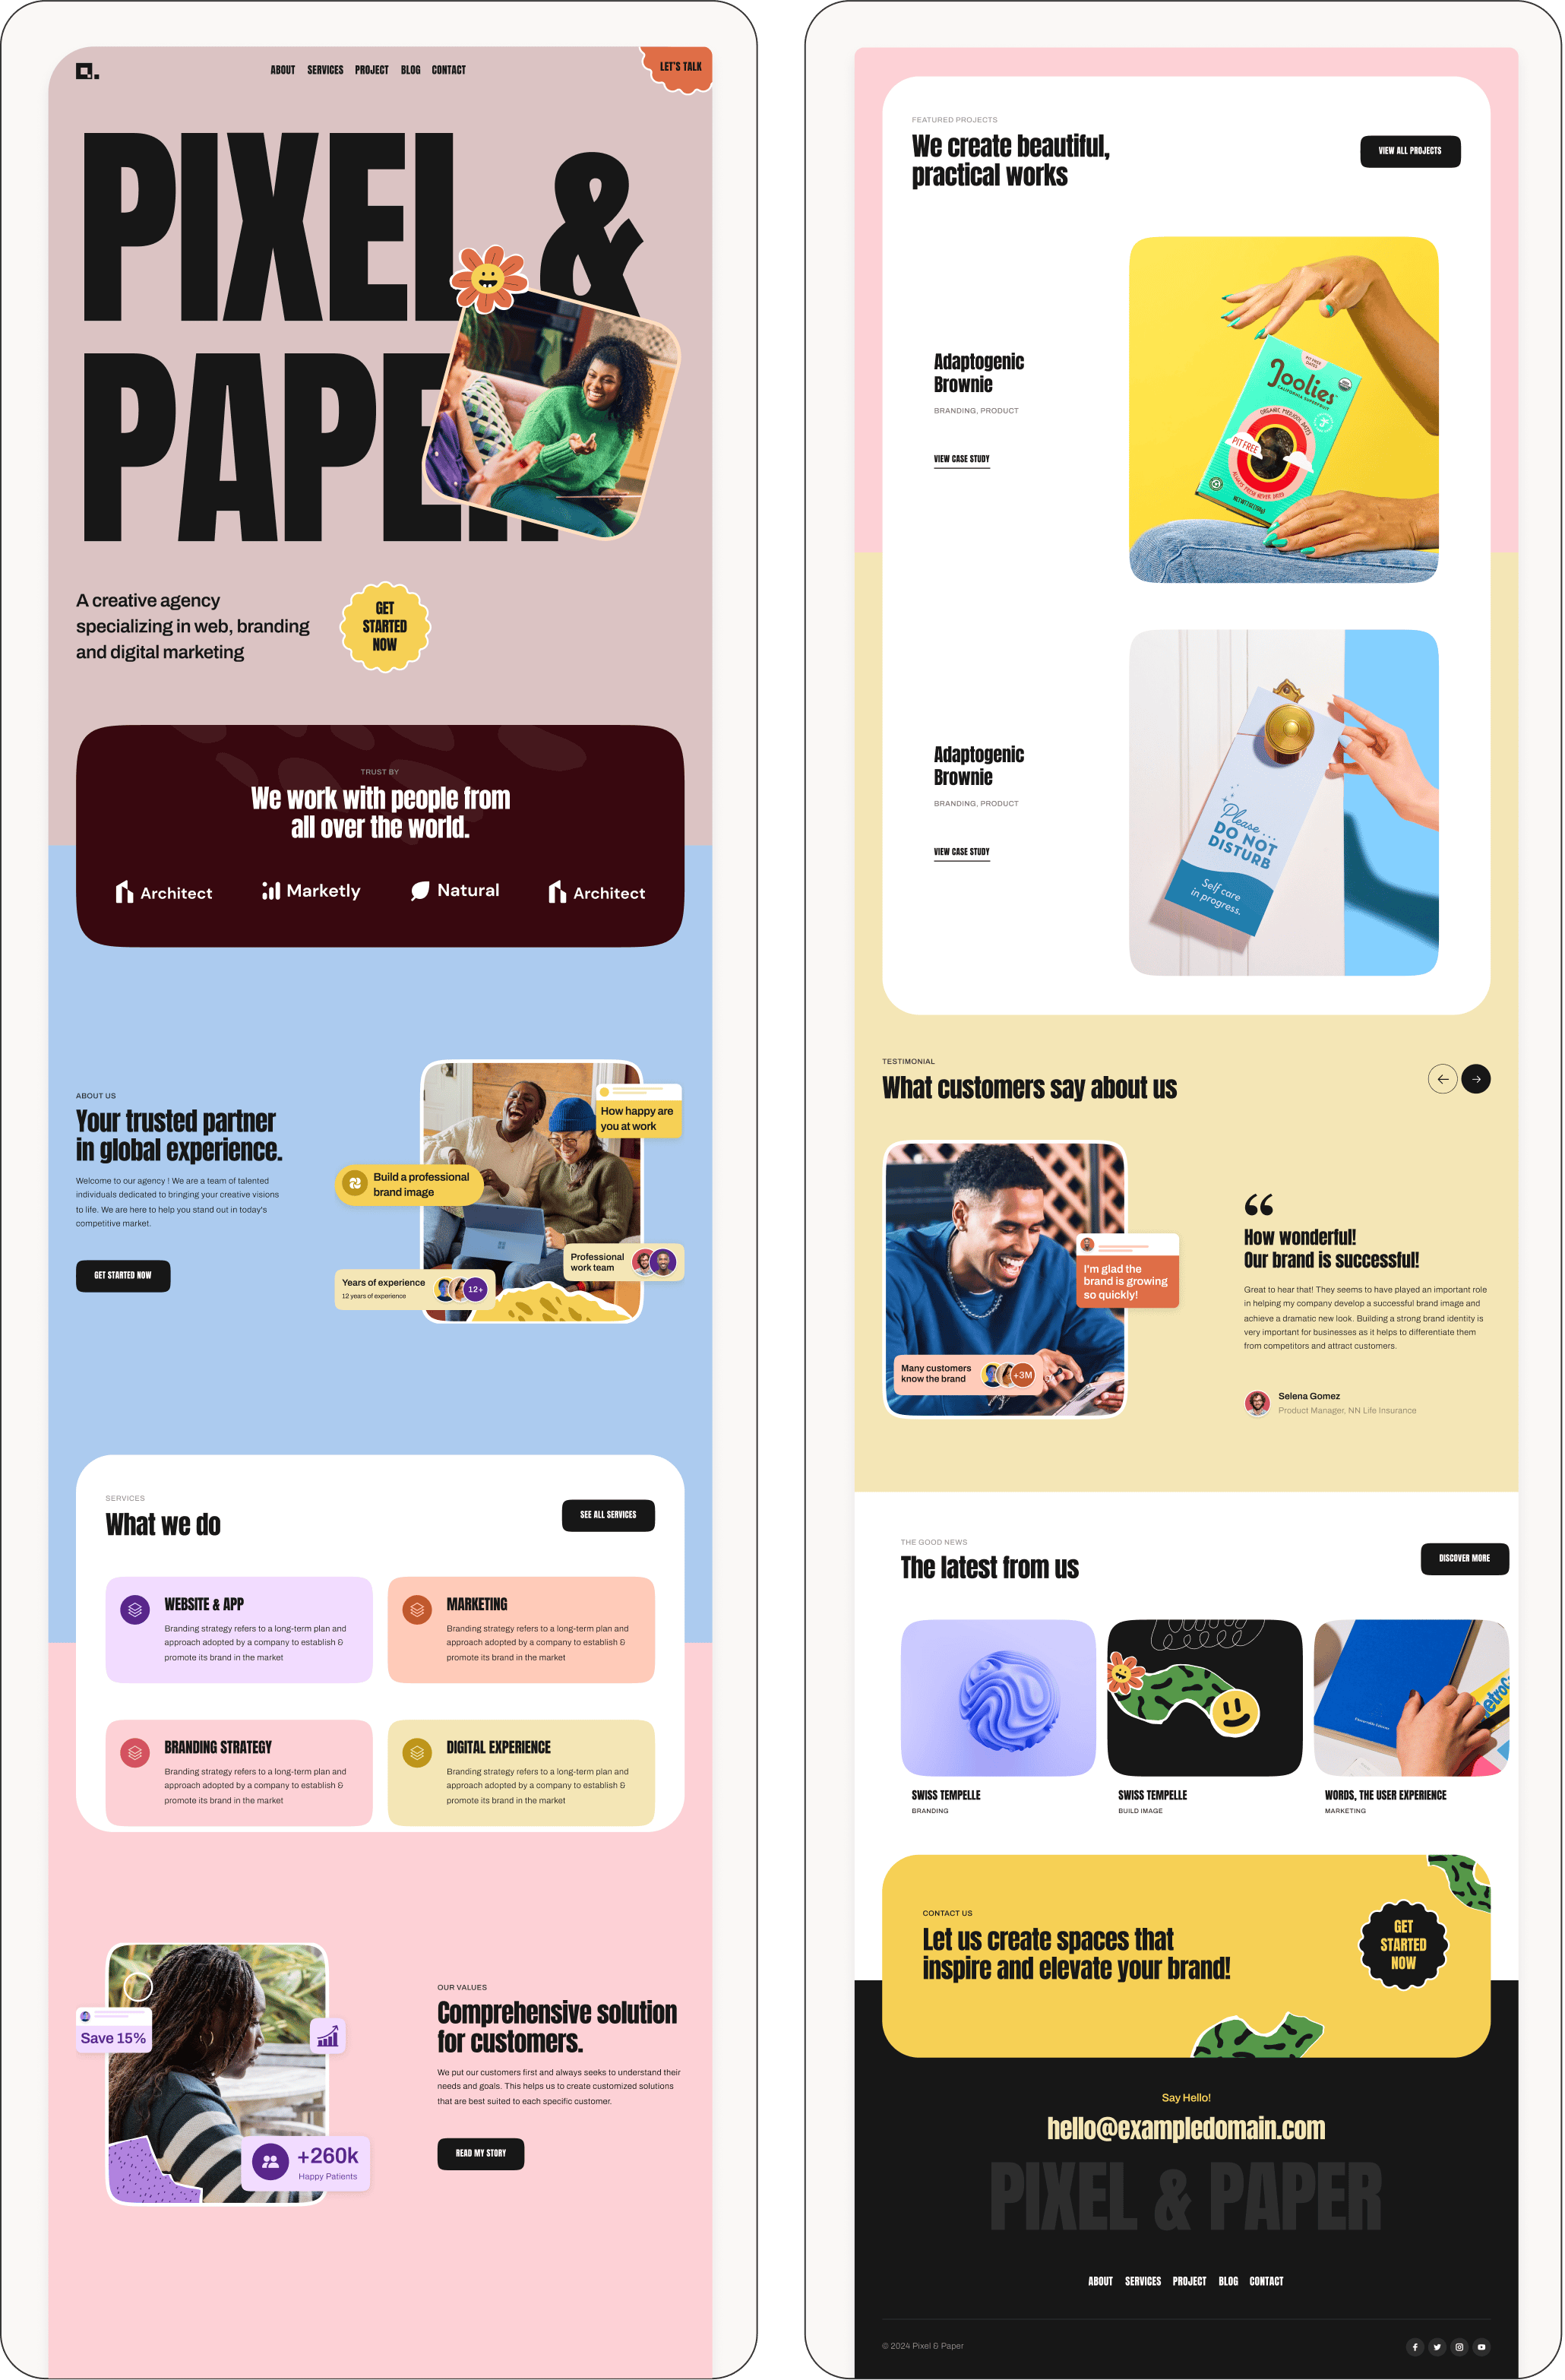 ABOUT SERVICES PROJECT BLOG CONTACT
LET'S TALK
PIXEL &
PAPER
A creative agency
specializing in web, branding
and digital marketing
GET
STARTED
NOW
TRUST BY
We work with people from
all over the world.
Architect
Marketly
Natural
Architect
ABOUT US
Your trusted partner
in global experience.
Welcome to our agency ! We are a team of talented
individuals dedicated to bringing your creative visions
to life. We are here to help you stand out in today's
competitive market.
GET STARTED NOW
How happy are
you at work
Build a professional
brand image
Professional
work team
Years of experience
12 years of experience
12+
SERVICES
What we do
SEE ALL SERVICES
WEBSITE & APP
Branding strategy refers to a long-term plan and
approach adopted by a company to establish &
promote its brand in the market
MARKETING
Branding strategy refers to a long-term plan and
approach adopted by a company to establish &
promote its brand in the market
BRANDING STRATEGY
Branding strategy refers to a long-term plan and
approach adopted by a company to establish &
promote its brand in the market
DIGITAL EXPERIENCE
Branding strategy refers to a long-term plan and
approach adopted by a company to establish &
promote its brand in the market
Save 15%
+260k
Happy Patients
OUR VALUES
Comprehensive solution
for customers.
We put our customers first and always seeks to understand their
needs and goals. This helps us to create customized solutions
that are best suited to each specific customer.
READ MY STORY
FEATURED PROJECTS
We create beautiful,
practical works
VIEW ALL PROJECTS
Adaptogenic
Brownie
BRANDING, PRODUCT
VIEW CASE STUDY
PIT FREE
DATES
Joolies
CALIFORNIA SUPERFRUIT
ORGANIC MEDJOOL DATES
PIT FREE
ALWAYS FRESH NEVER DATED
Adaptogenic
Brownie
BRANDING, PRODUCT
VIEW CASE STUDY
Please...
DO NOT
DISTURB
Self care
in progress.
TESTIMONIAL
What customers say about us
I'm glad the
brand is growing
so quickly!
Many customers
know the brand
+3M
“
How wonderful!
Our brand is successful!
Great to hear that! They seems to have played an important role
in helping my company develop a successful brand image and
achieve a dramatic new look. Building a strong brand identity is
very important for businesses as it helps to differentiate them
from competitors and attract customers.
Selena Gomez
Product Manager, NN Life Insurance
THE GOOD NEWS
The latest from us
DISCOVER MORE
SWISS TEMPELLE
BRANDING
SWISS TEMPELLE
BUILD IMAGE
WORDS, THE USER EXPERIENCE
MARKETING
CONTACT US
Let us create spaces that
inspire and elevate your brand!
GET
STARTED
NOW
Say Hello!
hello@exampledomain.com
PIXEL & PAPER
ABOUT SERVICES PROJECT BLOG CONTACT
© 2024 Pixel & Paper